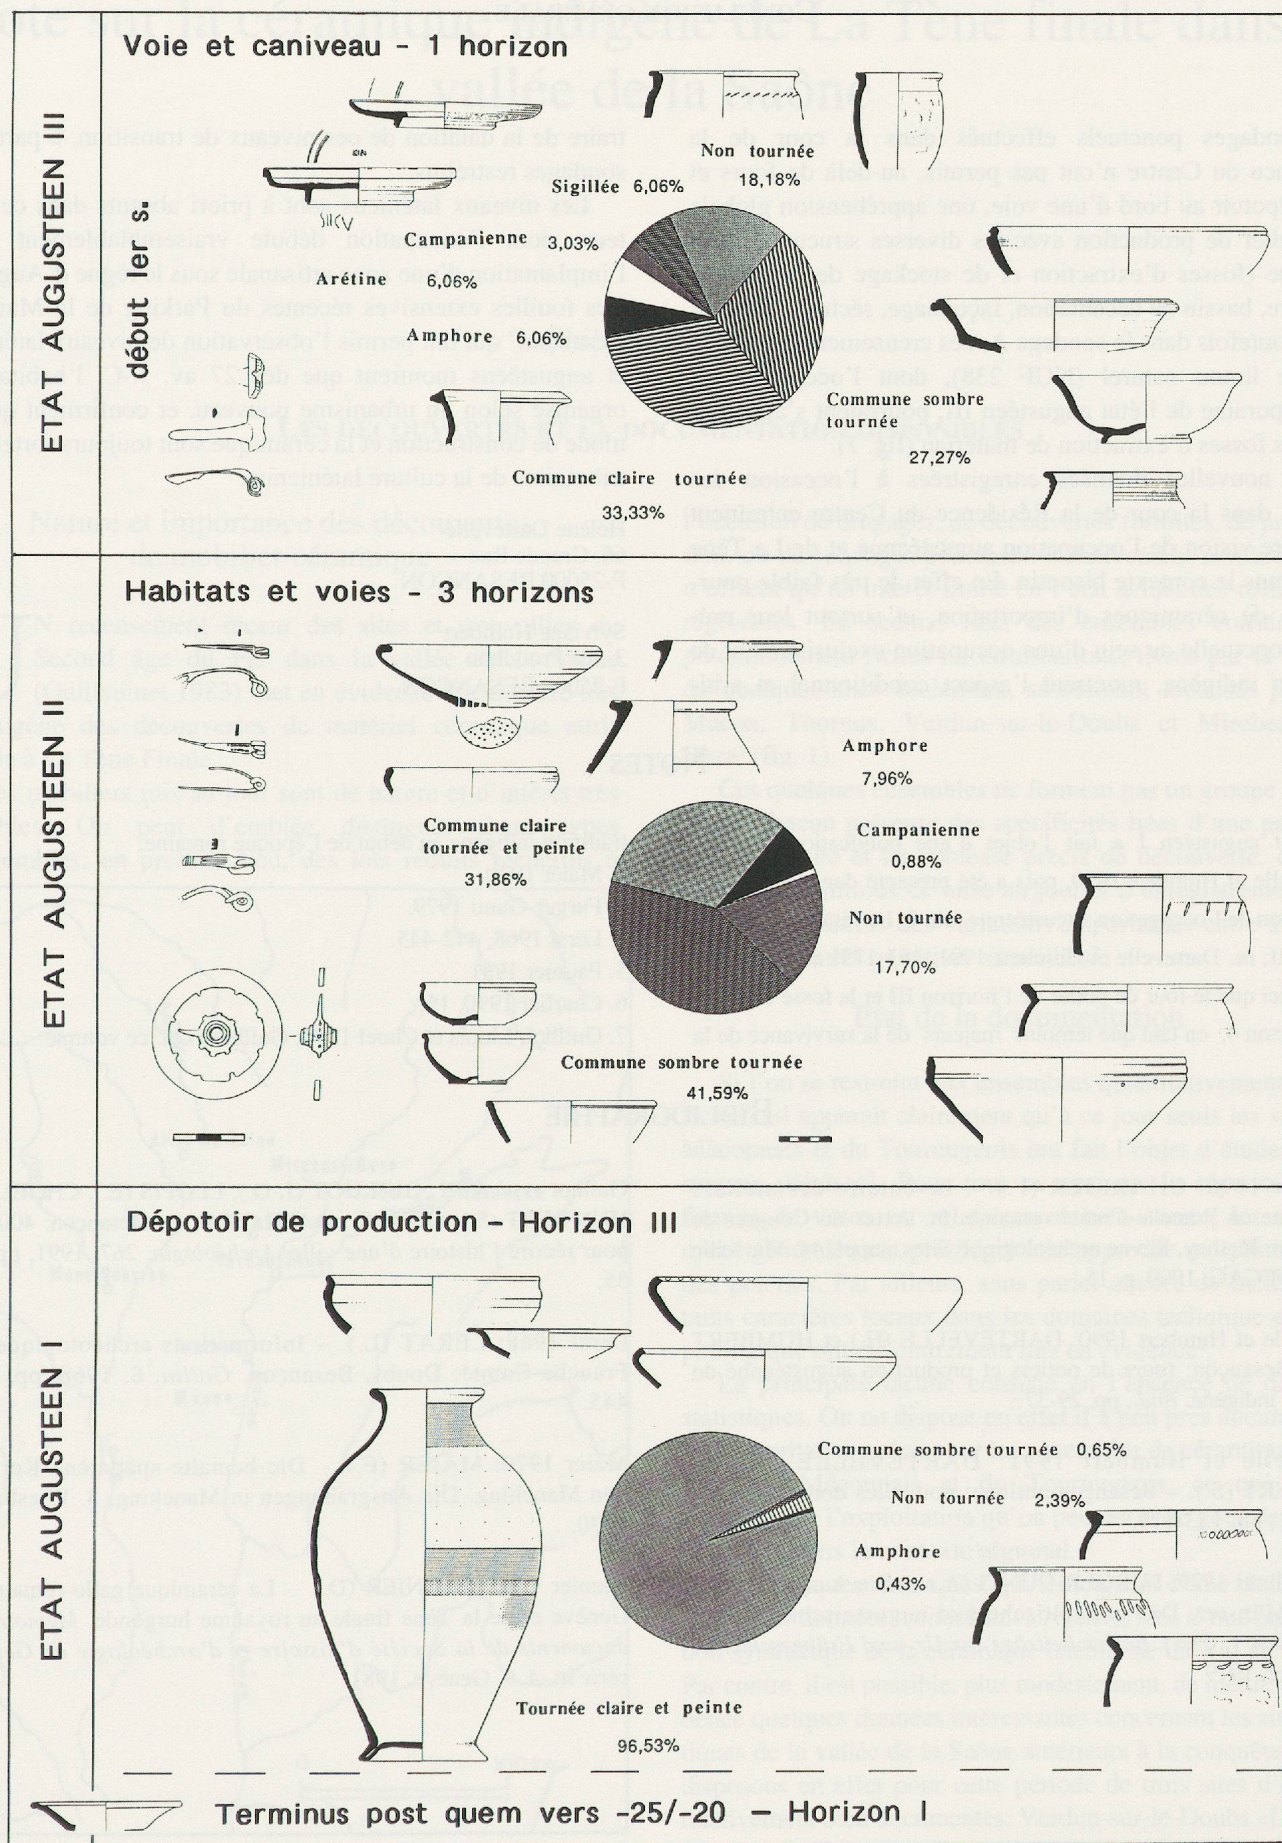 ETAT AUGUSTEEN III
début Ier s.
Voie et caniveau - 1 horizon
Non tournée
18,18%
Sigillée 6,06%
Campanienne 3,03%
Arétine 6,06%
Amphore 6,06%
Commune sombre
tournée
27,27%
Commune claire tournée
33,33%
ETAT AUGUSTEEN II
Habitats et voies - 3 horizons
Amphore
7,96%
Campanienne
0,88%
Commune claire
tournée et peinte
31,86%
Non tournée
17,70%
Commune sombre tournée
41,59%
ETAT AUGUSTEEN I
Dépotoir de production - Horizon III
Commune sombre tournée 0,65%
Non tournée 2,39%
Amphore
0,43%
Tournée claire et peinte
96,53%
Terminus post quem vers -25/-20 - Horizon I